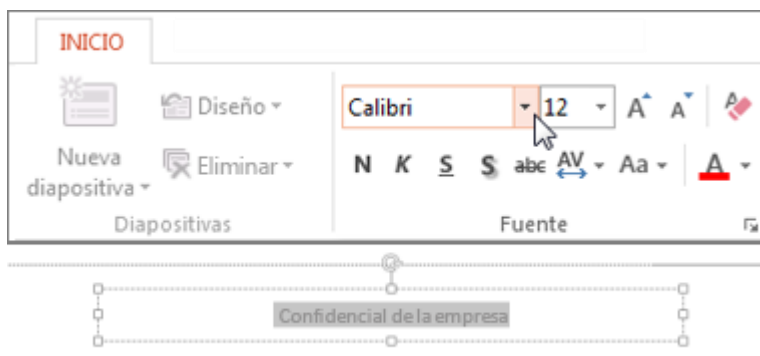 INICIO
Diseño
Calibri 12 A A A
Nueva diapositiva
Eliminar
N K S S abc AV Aa A
Diapositivas Fuente
Confidencial de la empresa